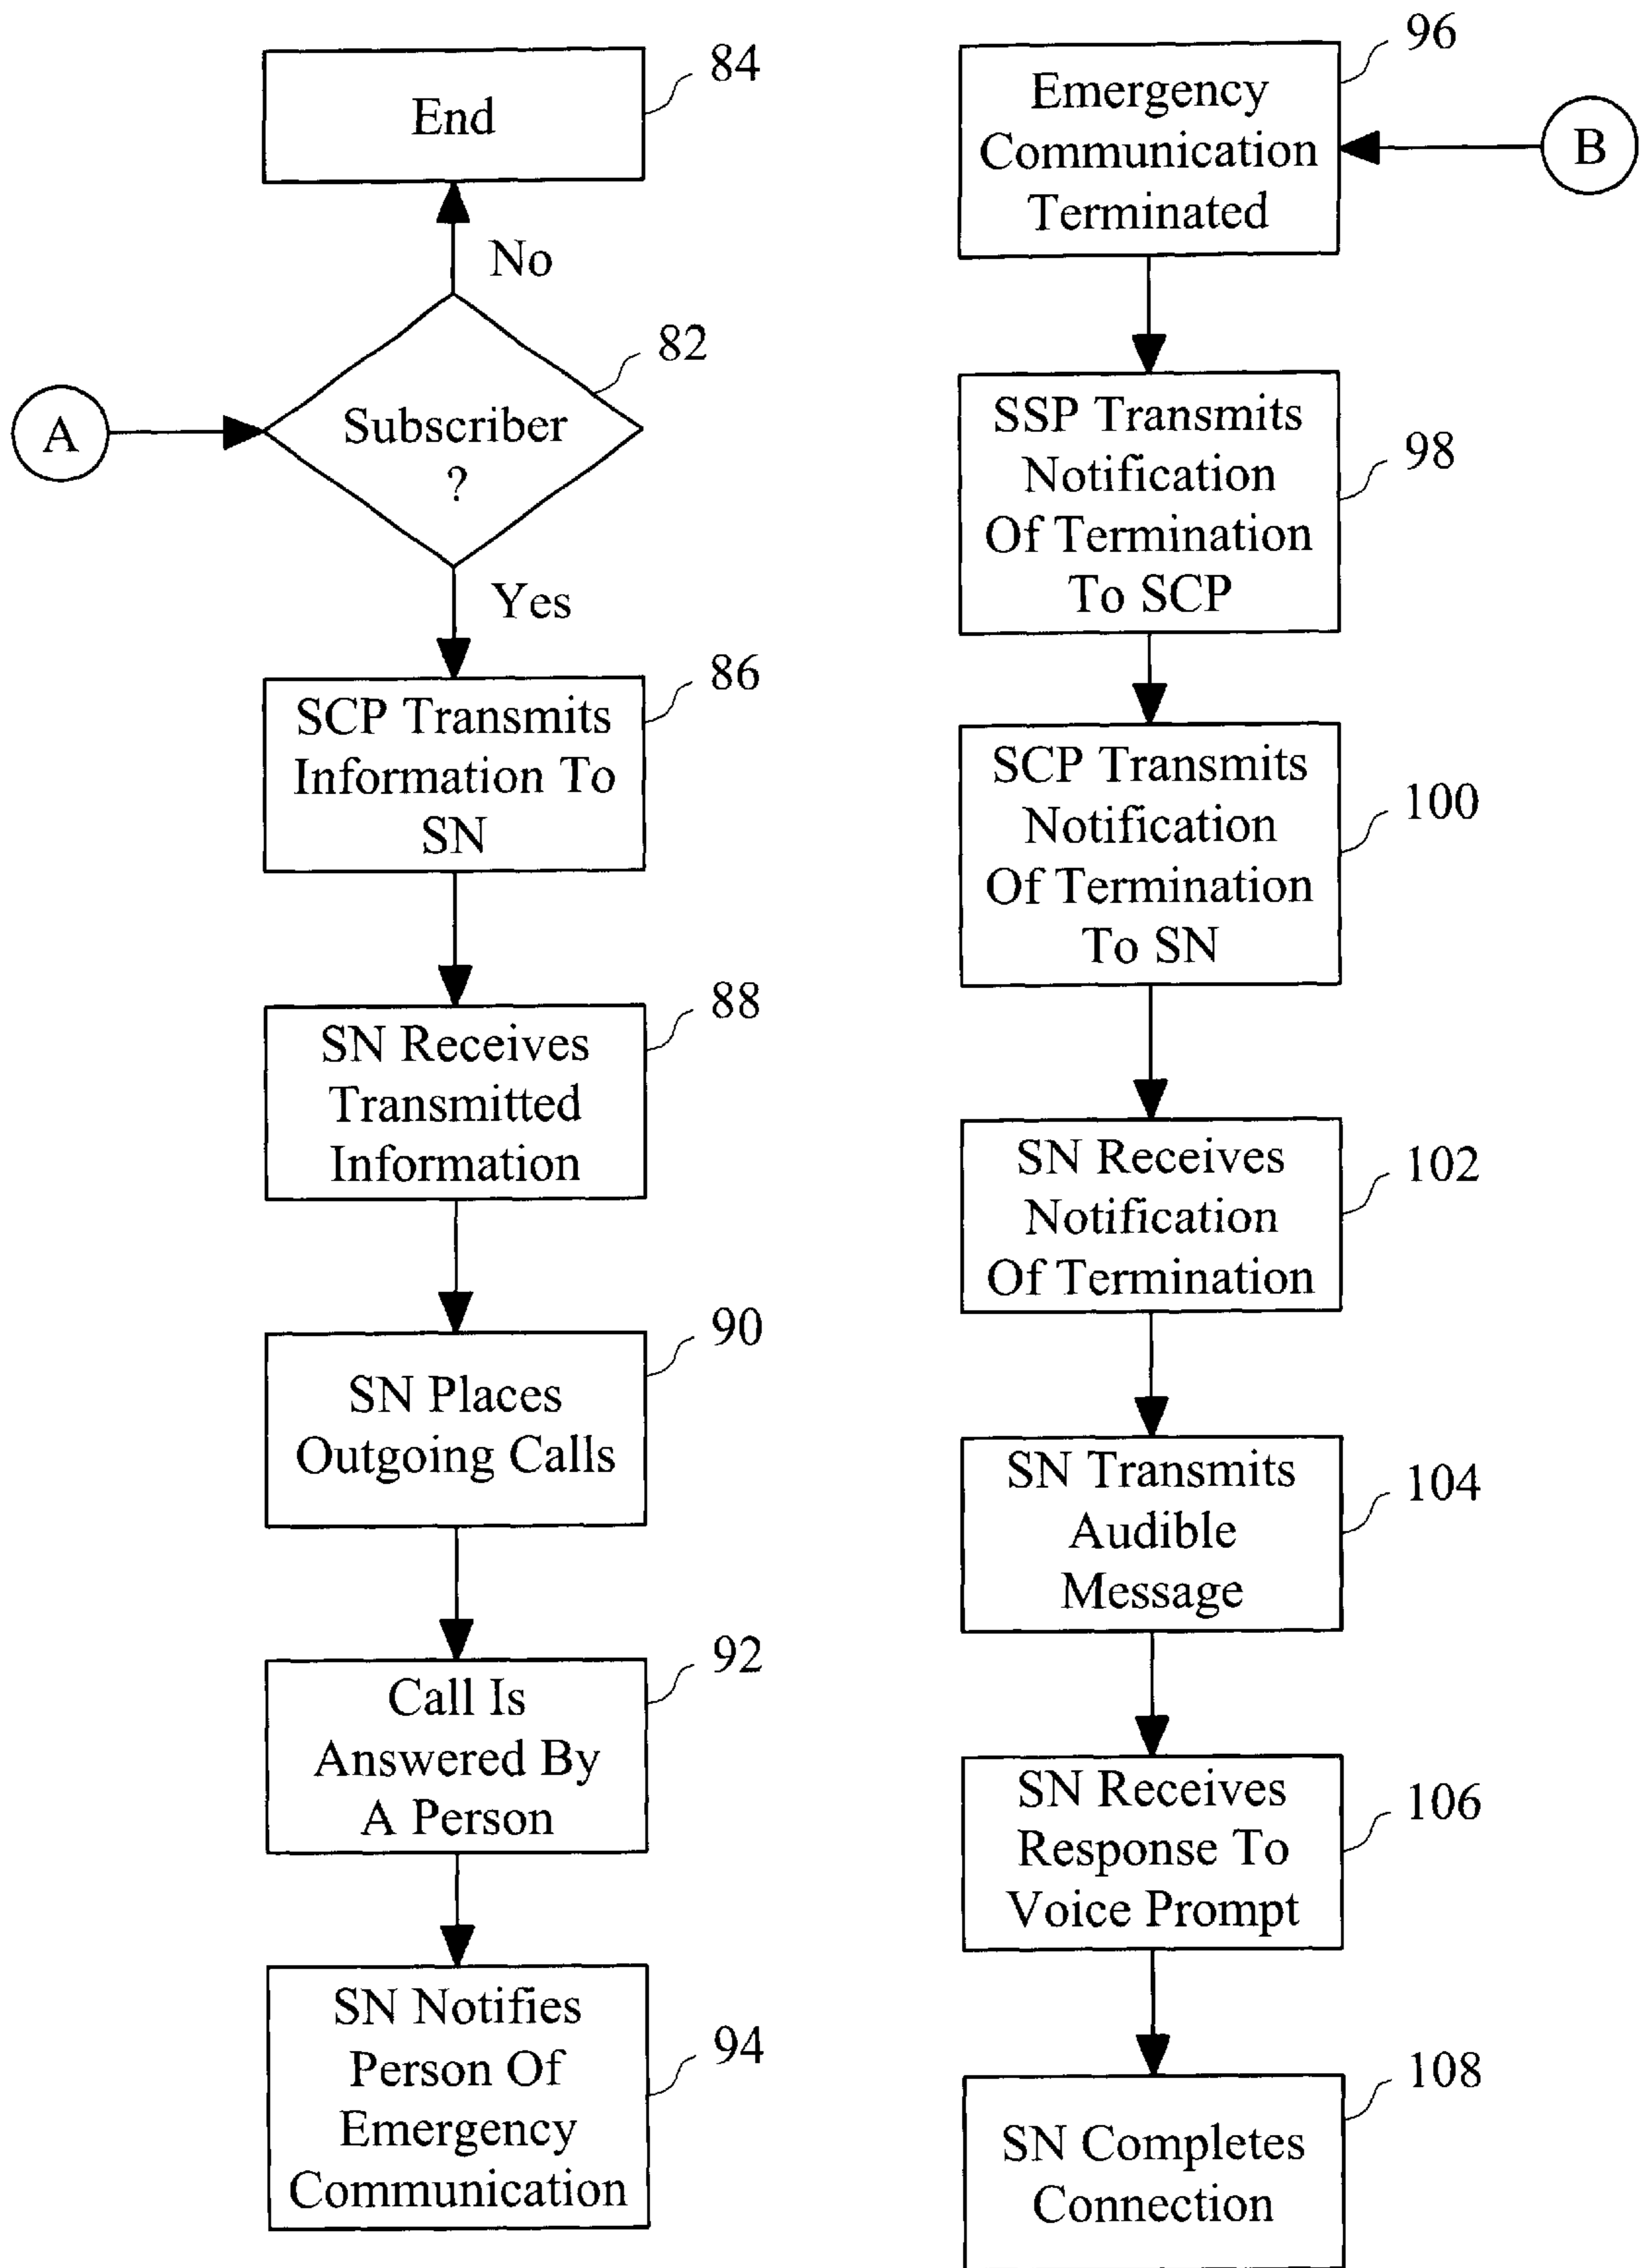 84
End
No
82
A
Subscriber
?
Yes
86
SCP Transmits
Information To
SN
88
SN Receives
Transmitted
Information
90
SN Places
Outgoing Calls
92
Call Is
Answered By
A Person
SN Notifies
Person Of
94
Emergency
Communication
96
Emergency
Communication
Terminated
B
SSP Transmits
98
Notification
Of Termination
To SCP
SCP Transmits
100
Notification
Of Termination
To SN
102
SN Receives
Notification
Of Termination
SN Transmits
104
Audible
Message
SN Receives
106
Response To
Voice Prompt
108
SN Completes
Connection